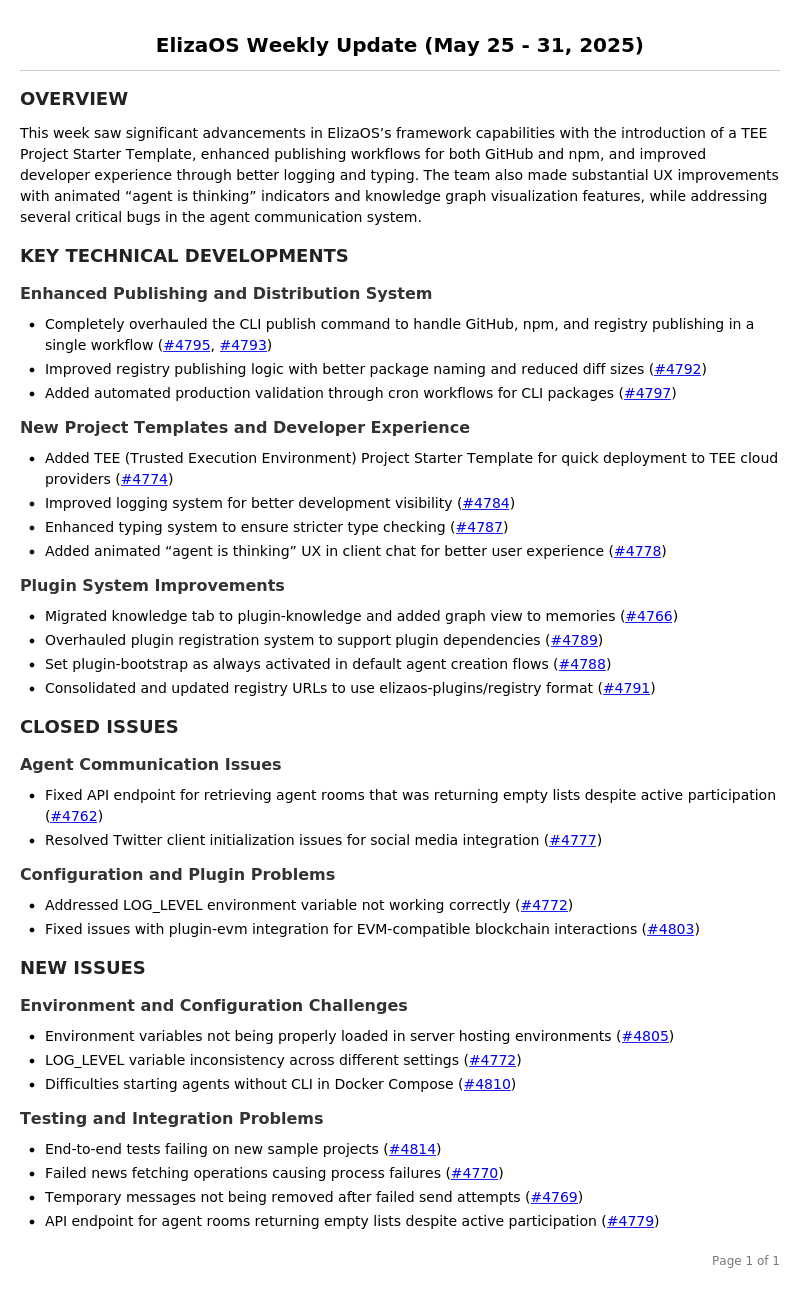 ElizaOS Weekly Update (May 25 - 31, 2025)
OVERVIEW
This week saw significant advancements in ElizaOS’s framework capabilities with the introduction of a TEE
Project Starter Template, enhanced publishing workflows for both GitHub and npm, and improved
developer experience through better logging and typing. The team also made substantial UX improvements
with animated “agent is thinking” indicators and knowledge graph visualization features, while addressing
several critical bugs in the agent communication system.
KEY TECHNICAL DEVELOPMENTS
Enhanced Publishing and Distribution System
• Completely overhauled the CLI publish command to handle GitHub, npm, and registry publishing in a
single workflow (#4795, #4793)
• Improved registry publishing logic with better package naming and reduced diff sizes (#4792)
• Added automated production validation through cron workflows for CLI packages (#4797)
New Project Templates and Developer Experience
• Added TEE (Trusted Execution Environment) Project Starter Template for quick deployment to TEE cloud
providers (#4774)
• Improved logging system for better development visibility (#4784)
• Enhanced typing system to ensure stricter type checking (#4787)
• Added animated “agent is thinking” UX in client chat for better user experience (#4778)
Plugin System Improvements
• Migrated knowledge tab to plugin-knowledge and added graph view to memories (#4766)
• Overhauled plugin registration system to support plugin dependencies (#4789)
• Set plugin-bootstrap as always activated in default agent creation flows (#4788)
• Consolidated and updated registry URLs to use elizaos-plugins/registry format (#4791)
CLOSED ISSUES
Agent Communication Issues
• Fixed API endpoint for retrieving agent rooms that was returning empty lists despite active participation
(#4762)
• Resolved Twitter client initialization issues for social media integration (#4777)
Configuration and Plugin Problems
• Addressed LOG_LEVEL environment variable not working correctly (#4772)
• Fixed issues with plugin-evm integration for EVM-compatible blockchain interactions (#4803)
NEW ISSUES
Environment and Configuration Challenges
• Environment variables not being properly loaded in server hosting environments (#4805)
• LOG_LEVEL variable inconsistency across different settings (#4772)
• Difficulties starting agents without CLI in Docker Compose (#4810)
Testing and Integration Problems
• End-to-end tests failing on new sample projects (#4814)
• Failed news fetching operations causing process failures (#4770)
• Temporary messages not being removed after failed send attempts (#4769)
• API endpoint for agent rooms returning empty lists despite active participation (#4779)
Page 1 of 1